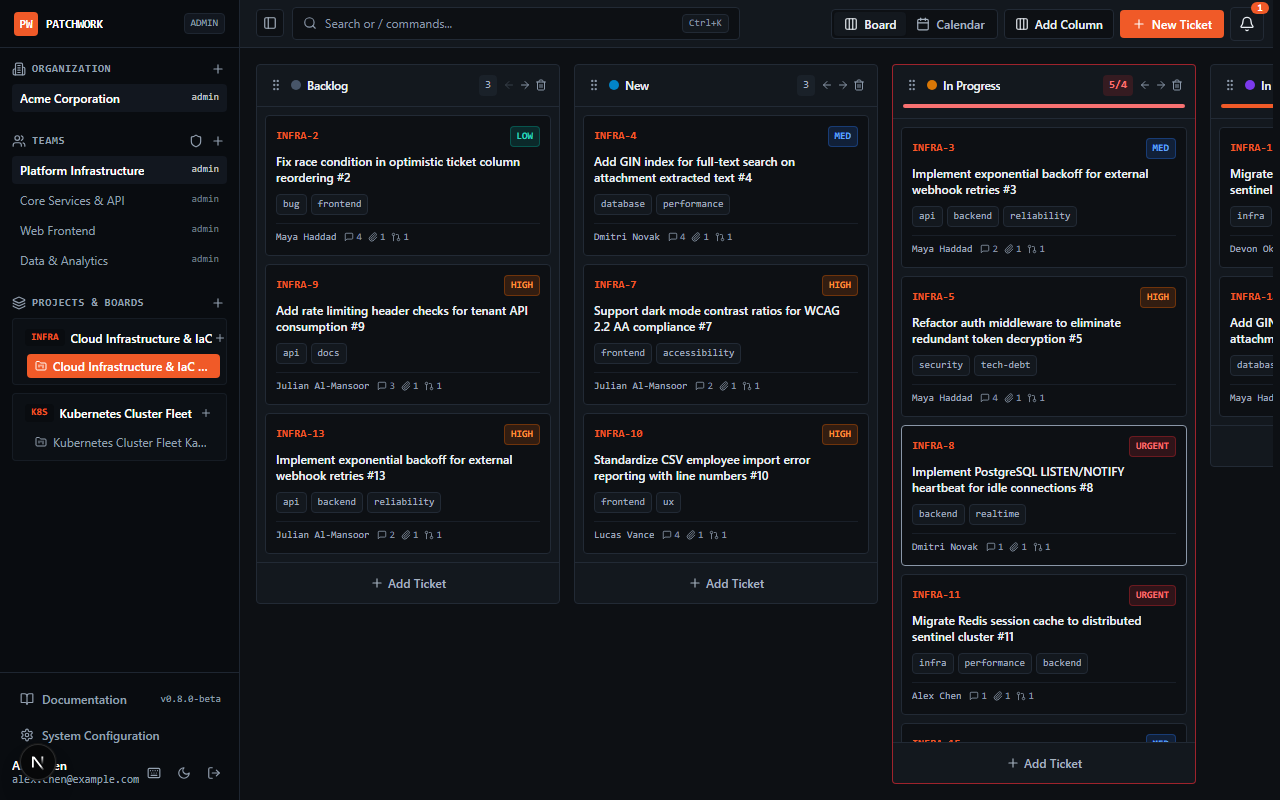 PW PATCHWORK ADMIN
Search or / commands... Ctrl+K
Board Calendar Add Column New Ticket 1
ORGANIZATION
Acme Corporation admin
TEAMS
Platform Infrastructure admin
Core Services & API admin
Web Frontend admin
Data & Analytics admin
PROJECTS & BOARDS
INFRA Cloud Infrastructure & IaC
Cloud Infrastructure & IaC ...
K8S Kubernetes Cluster Fleet
Kubernetes Cluster Fleet Ka...
Documentation v0.8.0-beta
System Configuration
N
alex.chen@example.com
Backlog 3
INFRA-2 LOW
Fix race condition in optimistic ticket column
reordering #2
bug frontend
Maya Haddad 4 1 1
INFRA-9 HIGH
Add rate limiting header checks for tenant API
consumption #9
api docs
Julian Al-Mansoor 3 1 1
INFRA-13 HIGH
Implement exponential backoff for external
webhook retries #13
api backend reliability
Julian Al-Mansoor 2 1 1
Add Ticket
New 3
INFRA-4 MED
Add GIN index for full-text search on
attachment extracted text #4
database performance
Dmitri Novak 4 1 1
INFRA-7 HIGH
Support dark mode contrast ratios for WCAG
2.2 AA compliance #7
frontend accessibility
Julian Al-Mansoor 2 1 1
INFRA-10 HIGH
Standardize CSV employee import error
reporting with line numbers #10
frontend ux
Lucas Vance 4 1 1
Add Ticket
In Progress 5/4
INFRA-3 MED
Implement exponential backoff for external
webhook retries #3
api backend reliability
Maya Haddad 2 1 1
INFRA-5 HIGH
Refactor auth middleware to eliminate
redundant token decryption #5
security tech-debt
Maya Haddad 4 1 1
INFRA-8 URGENT
Implement PostgreSQL LISTEN/NOTIFY
heartbeat for idle connections #8
backend realtime
Dmitri Novak 1 1 1
INFRA-11 URGENT
Migrate Redis session cache to distributed
sentinel cluster #11
infra performance backend
Alex Chen 1 1 1
Add Ticket
In
INFRA-1
Migrate
sentinel
infra
Devon Ok
INFRA-1
Add GIN
attachm
databas
Maya Had